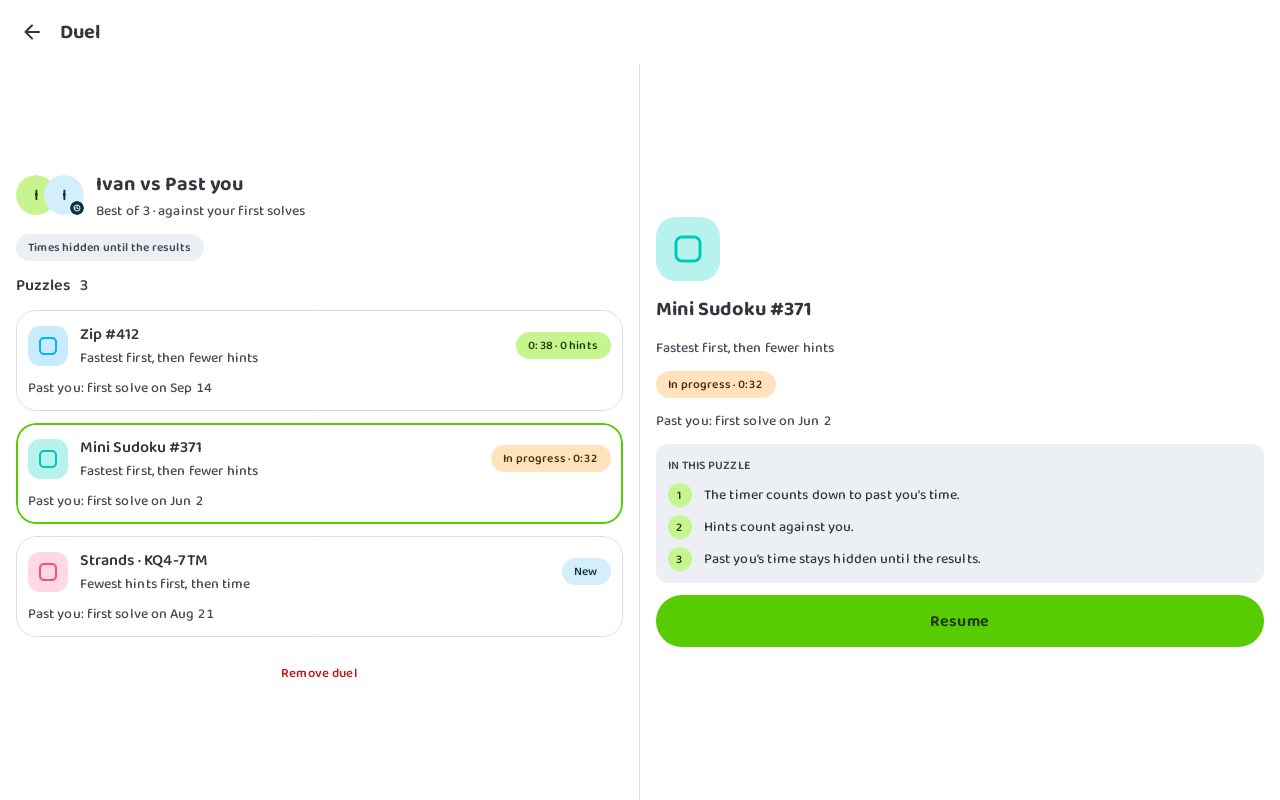 Duel
I I
Ivan vs Past you
Best of 3 · against your first solves
Times hidden until the results
Puzzles 3
Zip #412
Fastest first, then fewer hints
0:38 · 0 hints
Past you: first solve on Sep 14
Mini Sudoku #371
Fastest first, then fewer hints
In progress · 0:32
Past you: first solve on Jun 2
Strands · KQ4-7TM
Fewest hints first, then time
New
Past you: first solve on Aug 21
Remove duel
Mini Sudoku #371
Fastest first, then fewer hints
In progress · 0:32
Past you: first solve on Jun 2
IN THIS PUZZLE
1 The timer counts down to past you's time.
2 Hints count against you.
3 Past you's time stays hidden until the results.
Resume